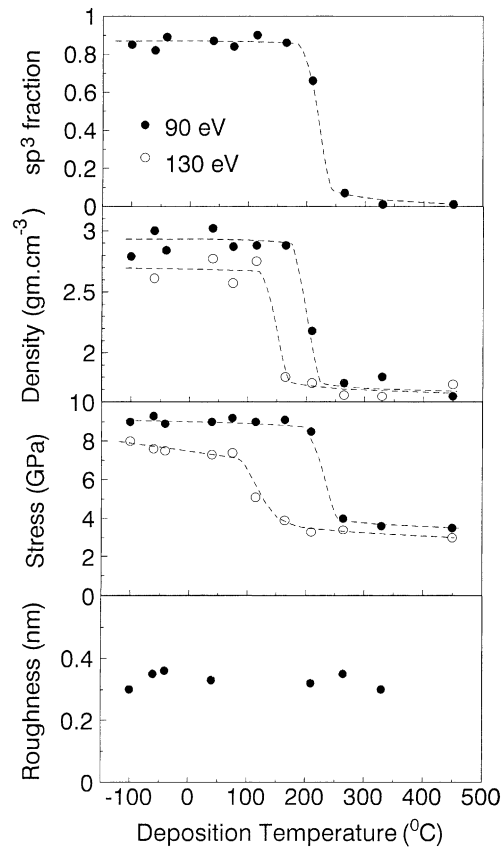 1
0.8
0.6
0.4
0.2
0
sp³ fraction
90 eV
130 eV
3
2.5
2
Density (gm.cm⁻³)
10
8
6
4
2
0
Stress (GPa)
0.4
0.2
0
Roughness (nm)
-100 0 100 200 300 400 500
Deposition Temperature (⁰C)